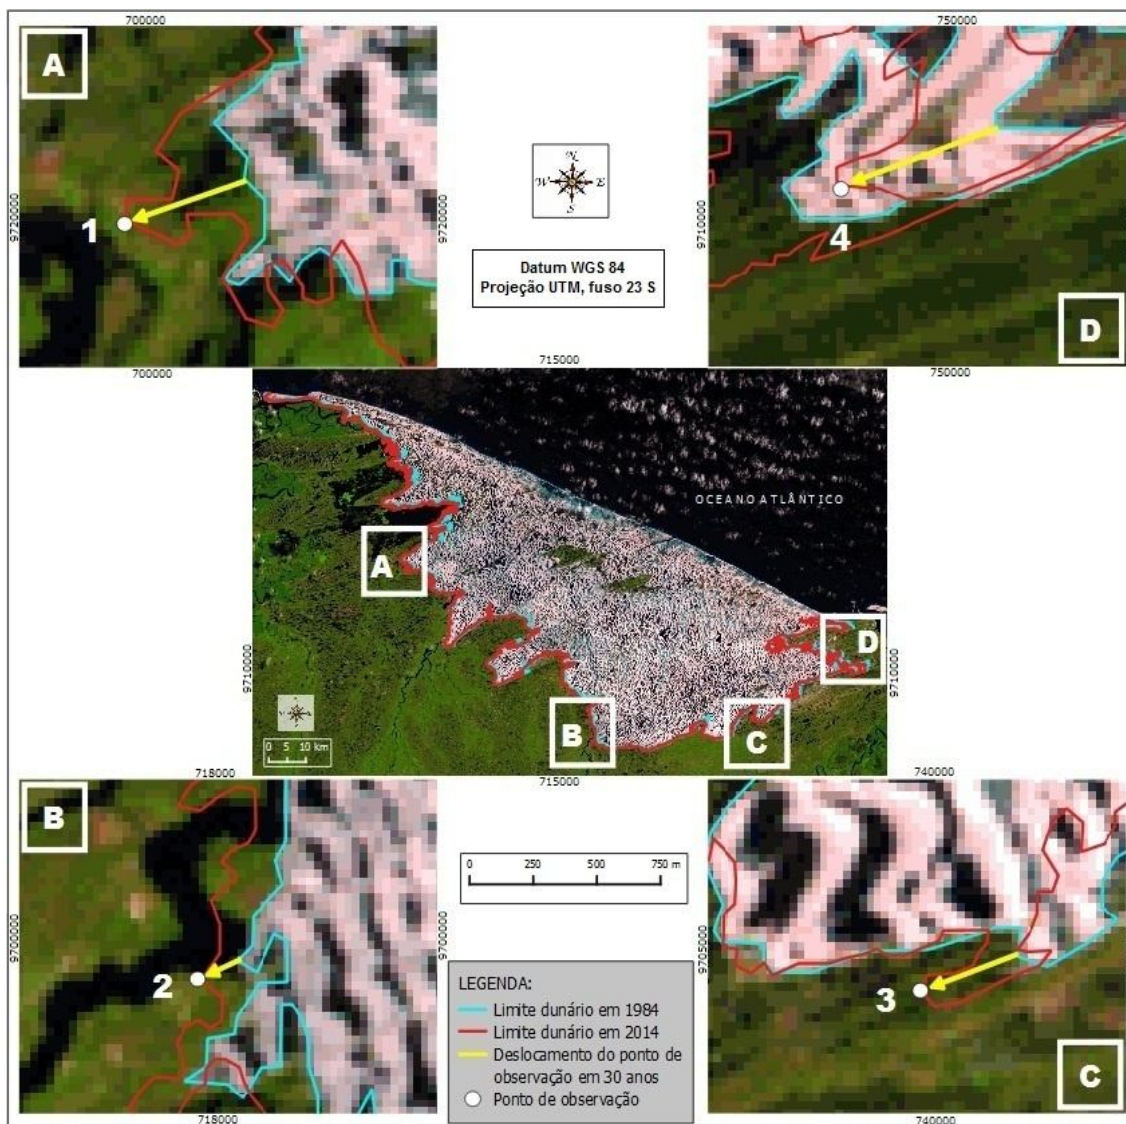 700000
750000
A
N
W E
S
9720000
9720000
1
9710000
4
Datum WGS 84
Projeção UTM, fuso 23 S
D
700000
715000
750000
OCEANO ATLÂNTICO
A
D
9710000
9710000
B
C
0 5 10 km
718000
715000
740000
B
0 250 500 750 m
9700000
9700000
9705000
2
3
LEGENDA:
Limite dunário em 1984
Limite dunário em 2014
Deslocamento do ponto de
observação em 30 anos
Ponto de observação
C
718000
740000